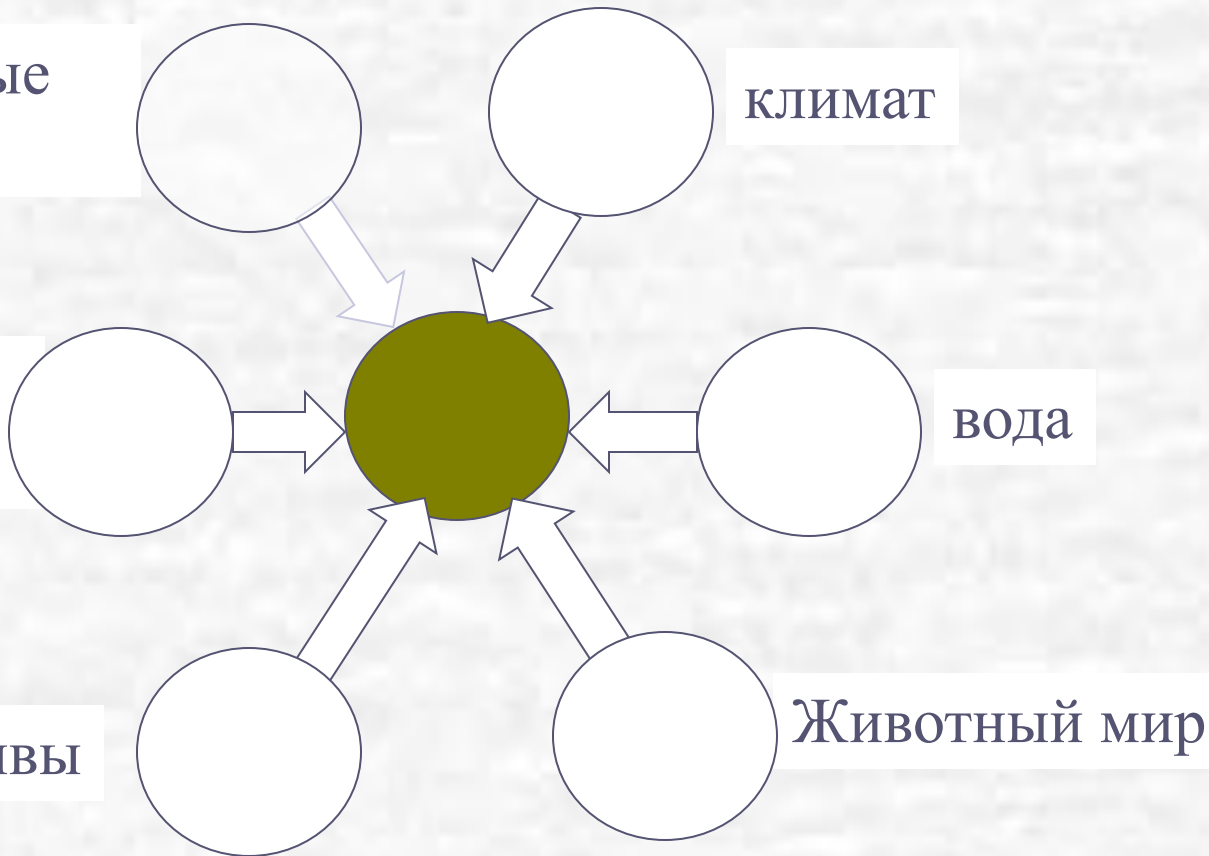 климат
вода
Животный мир